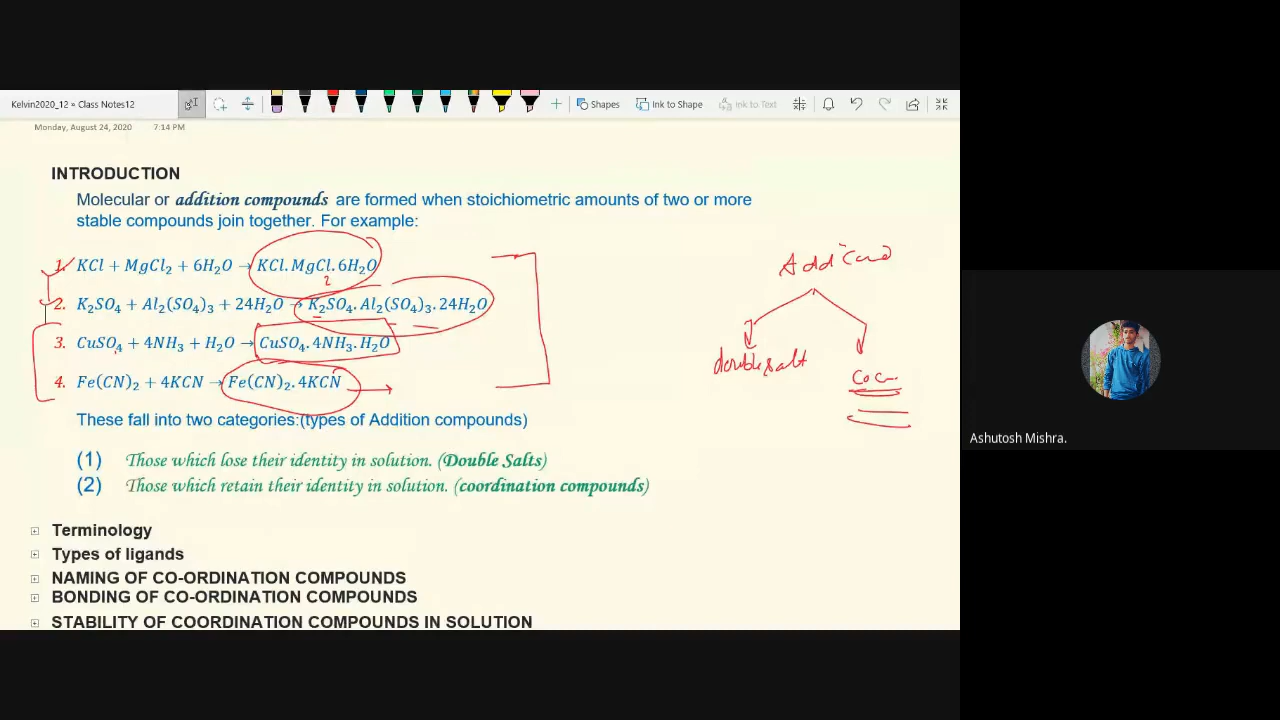 Kelvin2020_12 » Class Notes12
Shapes
Ink to Shape
Ink to Text
Monday, August 24, 2020 7:14 PM
INTRODUCTION
Molecular or addition compounds are formed when stoichiometric amounts of two or more
stable compounds join together. For example:
1. KCl + MgCl₂ + 6H₂O → KCl.MgCl.6H₂O
2
2. K₂SO₄ + Al₂(SO₄)₃ + 24H₂O → K₂SO₄.Al₂(SO₄)₃.24H₂O
3. CuSO₄ + 4NH₃ + H₂O → CuSO₄.4NH₃.H₂O
4. Fe(CN)₂ + 4KCN → Fe(CN)₂.4KCN
These fall into two categories:(types of Addition compounds)
(1) Those which lose their identity in solution. (Double Salts)
(2) Those which retain their identity in solution. (coordination compounds)
Terminology
Types of ligands
NAMING OF CO-ORDINATION COMPOUNDS
BONDING OF CO-ORDINATION COMPOUNDS
STABILITY OF COORDINATION COMPOUNDS IN SOLUTION
double salt
Ashutosh Mishra.